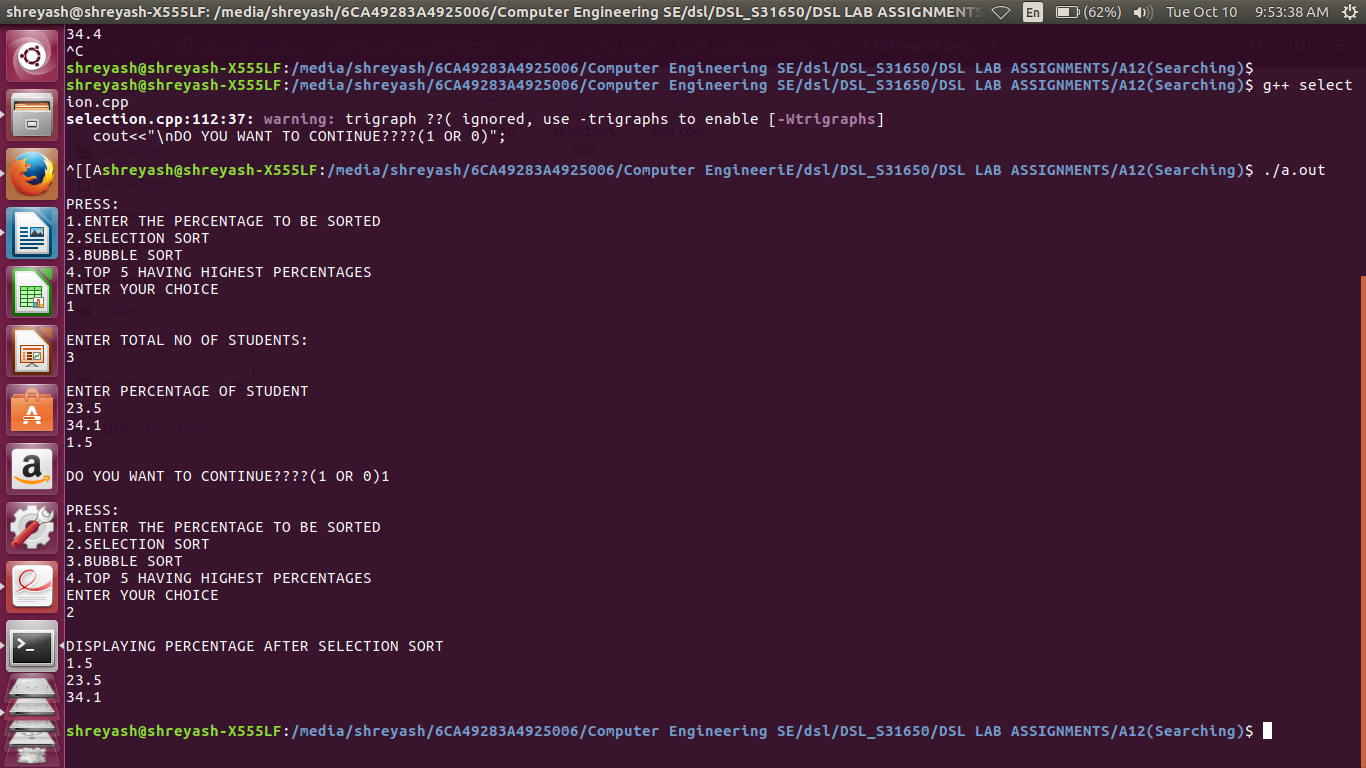 shreyash@shreyash-X555LF: /media/shreyash/6CA49283A4925006/Computer Engineering SE/dsl/DSL_S31650/DSL LAB ASSIGNMENTS En (62%) Tue Oct 10 9:53:38 AM
34.4
^C
shreyash@shreyash-X555LF:/media/shreyash/6CA49283A4925006/Computer Engineering SE/dsl/DSL_S31650/DSL LAB ASSIGNMENTS/A12(Searching)$
shreyash@shreyash-X555LF:/media/shreyash/6CA49283A4925006/Computer Engineering SE/dsl/DSL_S31650/DSL LAB ASSIGNMENTS/A12(Searching)$ g++ select
ion.cpp
selection.cpp:112:37: warning: trigraph ??( ignored, use -trigraphs to enable [-Wtrigraphs]
cout<<"\nDO YOU WANT TO CONTINUE????(1 OR 0)";
^[[Ashreyash@shreyash-X555LF:/media/shreyash/6CA49283A4925006/Computer EngineeriE/dsl/DSL_S31650/DSL LAB ASSIGNMENTS/A12(Searching)$ ./a.out
PRESS:
1.ENTER THE PERCENTAGE TO BE SORTED
2.SELECTION SORT
3.BUBBLE SORT
4.TOP 5 HAVING HIGHEST PERCENTAGES
ENTER YOUR CHOICE
1
ENTER TOTAL NO OF STUDENTS:
3
ENTER PERCENTAGE OF STUDENT
23.5
34.1
1.5
DO YOU WANT TO CONTINUE????(1 OR 0)1
PRESS:
1.ENTER THE PERCENTAGE TO BE SORTED
2.SELECTION SORT
3.BUBBLE SORT
4.TOP 5 HAVING HIGHEST PERCENTAGES
ENTER YOUR CHOICE
2
DISPLAYING PERCENTAGE AFTER SELECTION SORT
1.5
23.5
34.1
shreyash@shreyash-X555LF:/media/shreyash/6CA49283A4925006/Computer Engineering SE/dsl/DSL_S31650/DSL LAB ASSIGNMENTS/A12(Searching)$